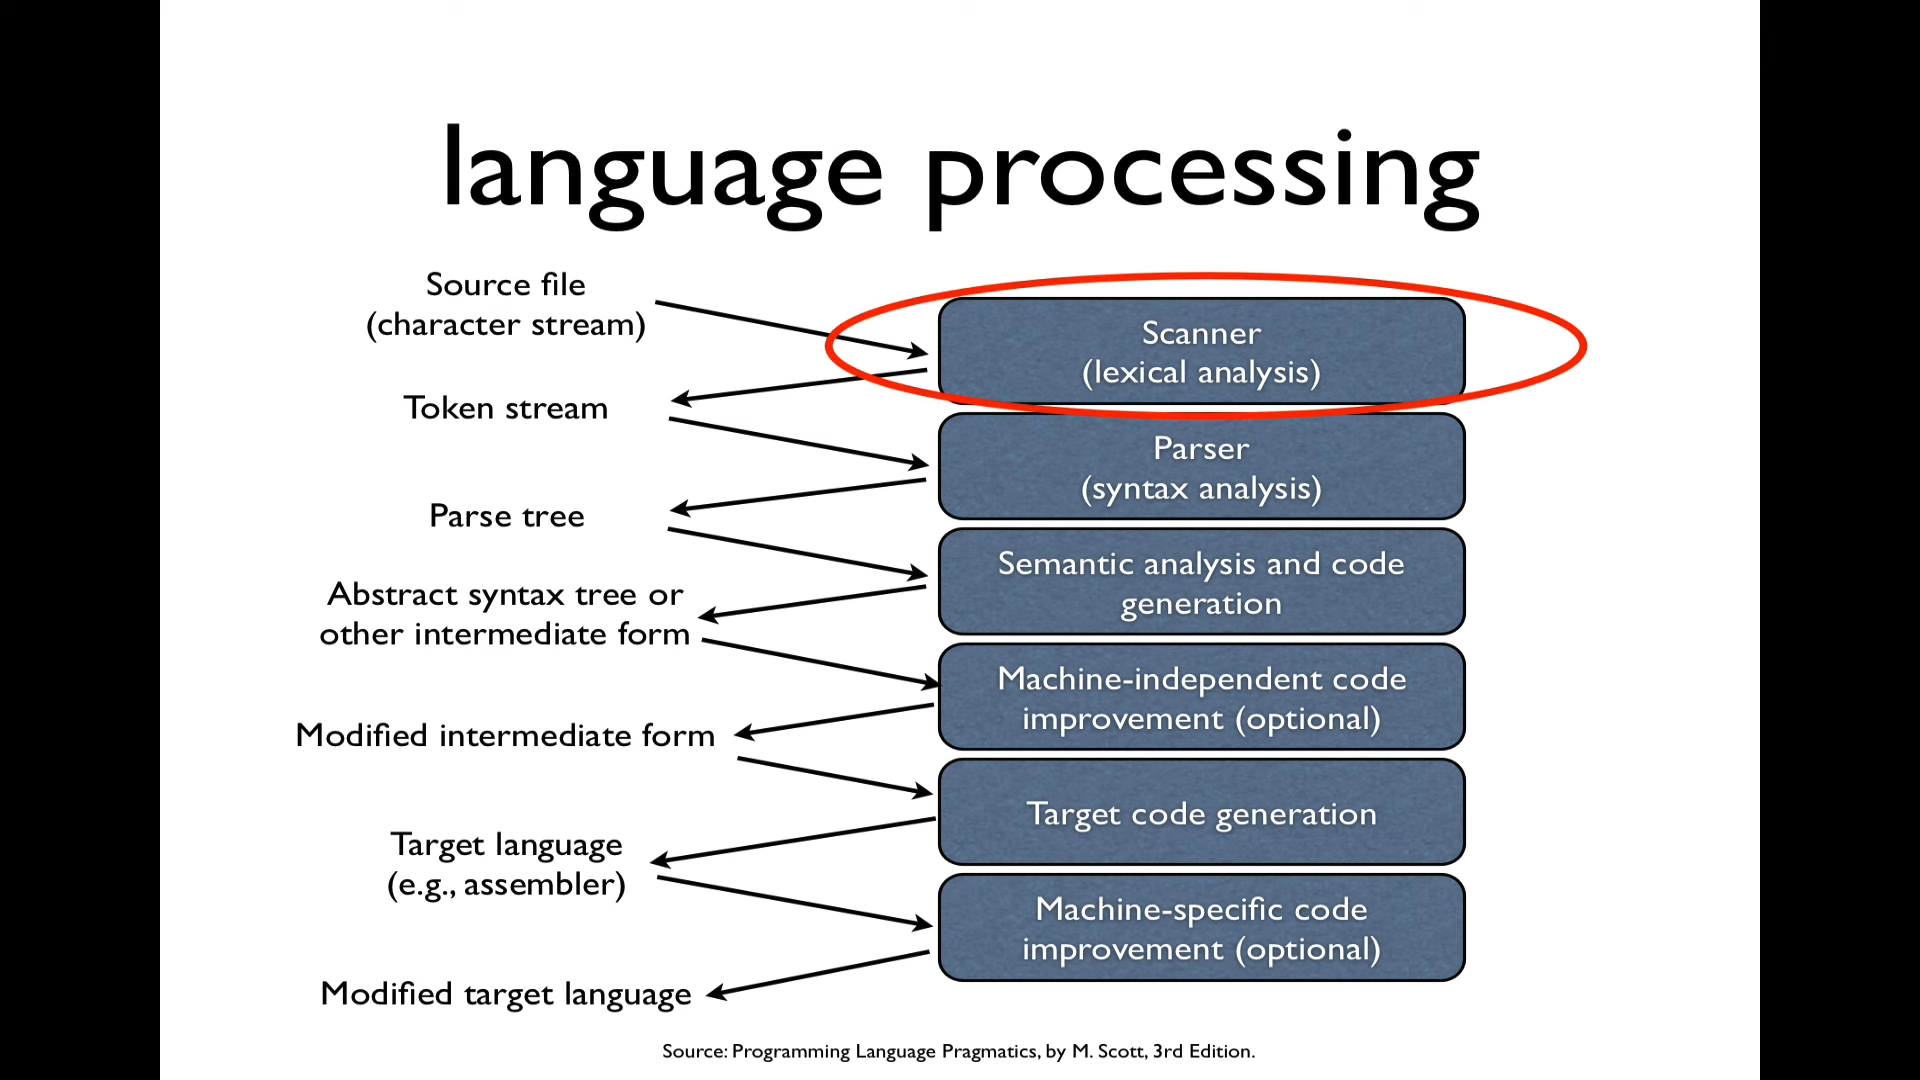 language processing
Source file
(character stream)
Scanner
(lexical analysis)
Token stream
Parser
(syntax analysis)
Parse tree
Semantic analysis and code
generation
Abstract syntax tree or
other intermediate form
Machine-independent code
improvement (optional)
Modified intermediate form
Target code generation
Target language
(e.g., assembler)
Machine-specific code
improvement (optional)
Modified target language
Source: Programming Language Pragmatics, by M. Scott, 3rd Edition.